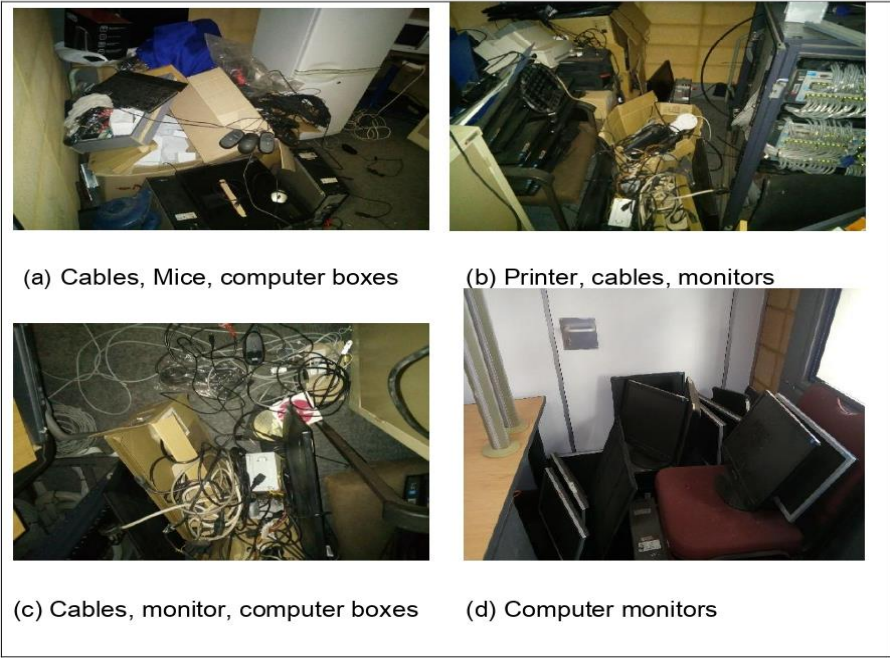 (a) Cables, Mice, computer boxes
(b) Printer, cables, monitors
(c) Cables, monitor, computer boxes
(d) Computer monitors